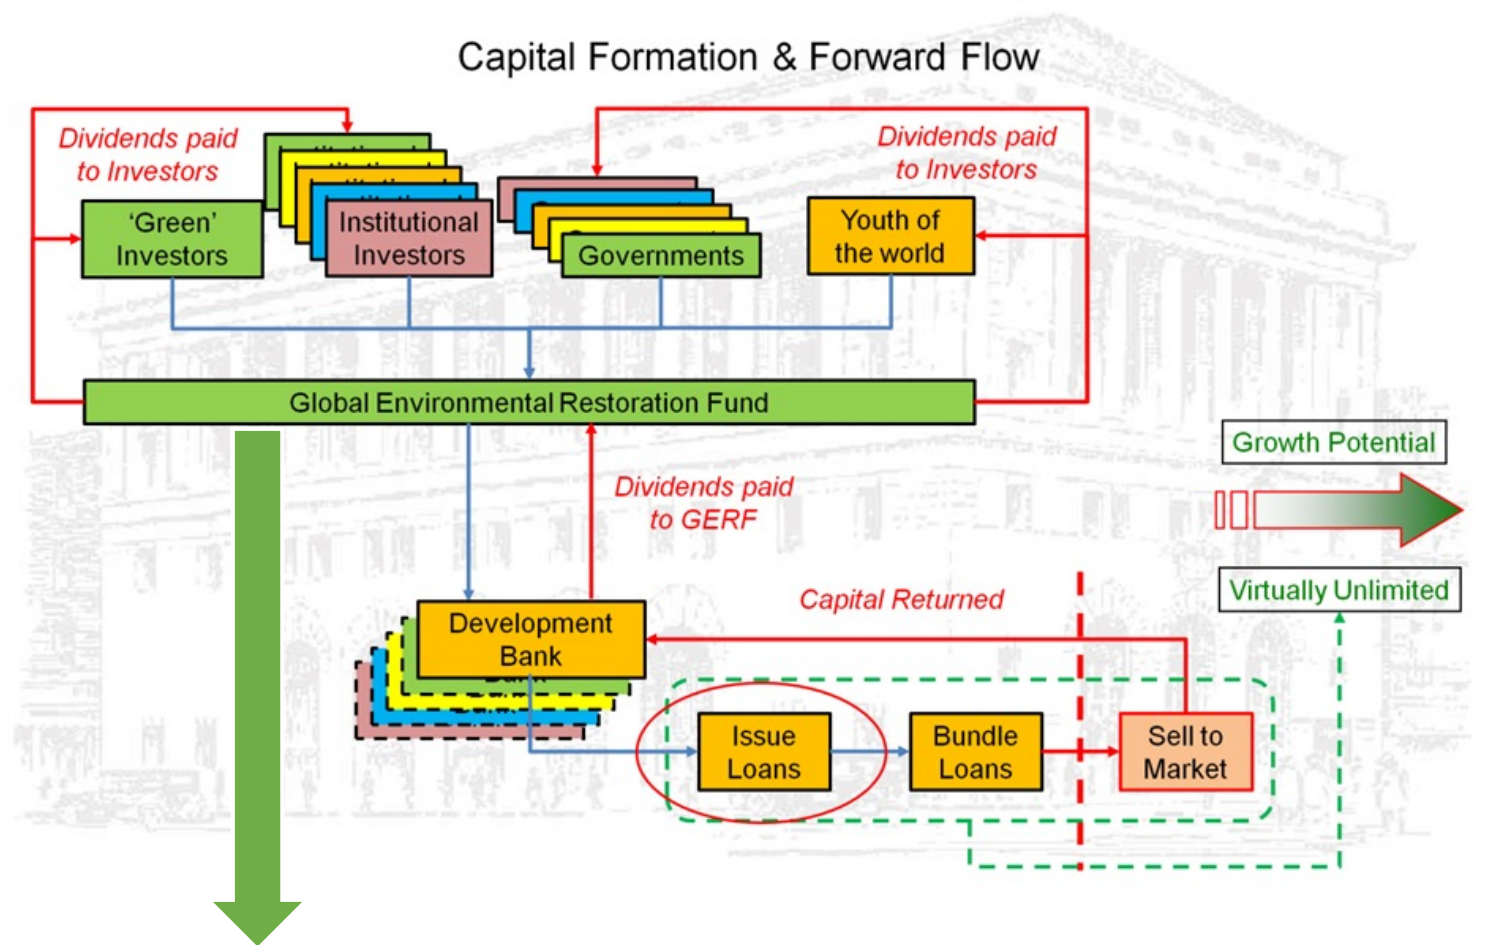 Capital Formation & Forward Flow
Dividends paid
to Investors
Dividends paid
to Investors
'Green'
Investors
Institutional
Investors
Governments
Youth of
the world
Global Environmental Restoration Fund
Growth Potential
Dividends paid
to GERF
Virtually Unlimited
Capital Returned
Development
Bank
Issue
Loans
Bundle
Loans
Sell to
Market